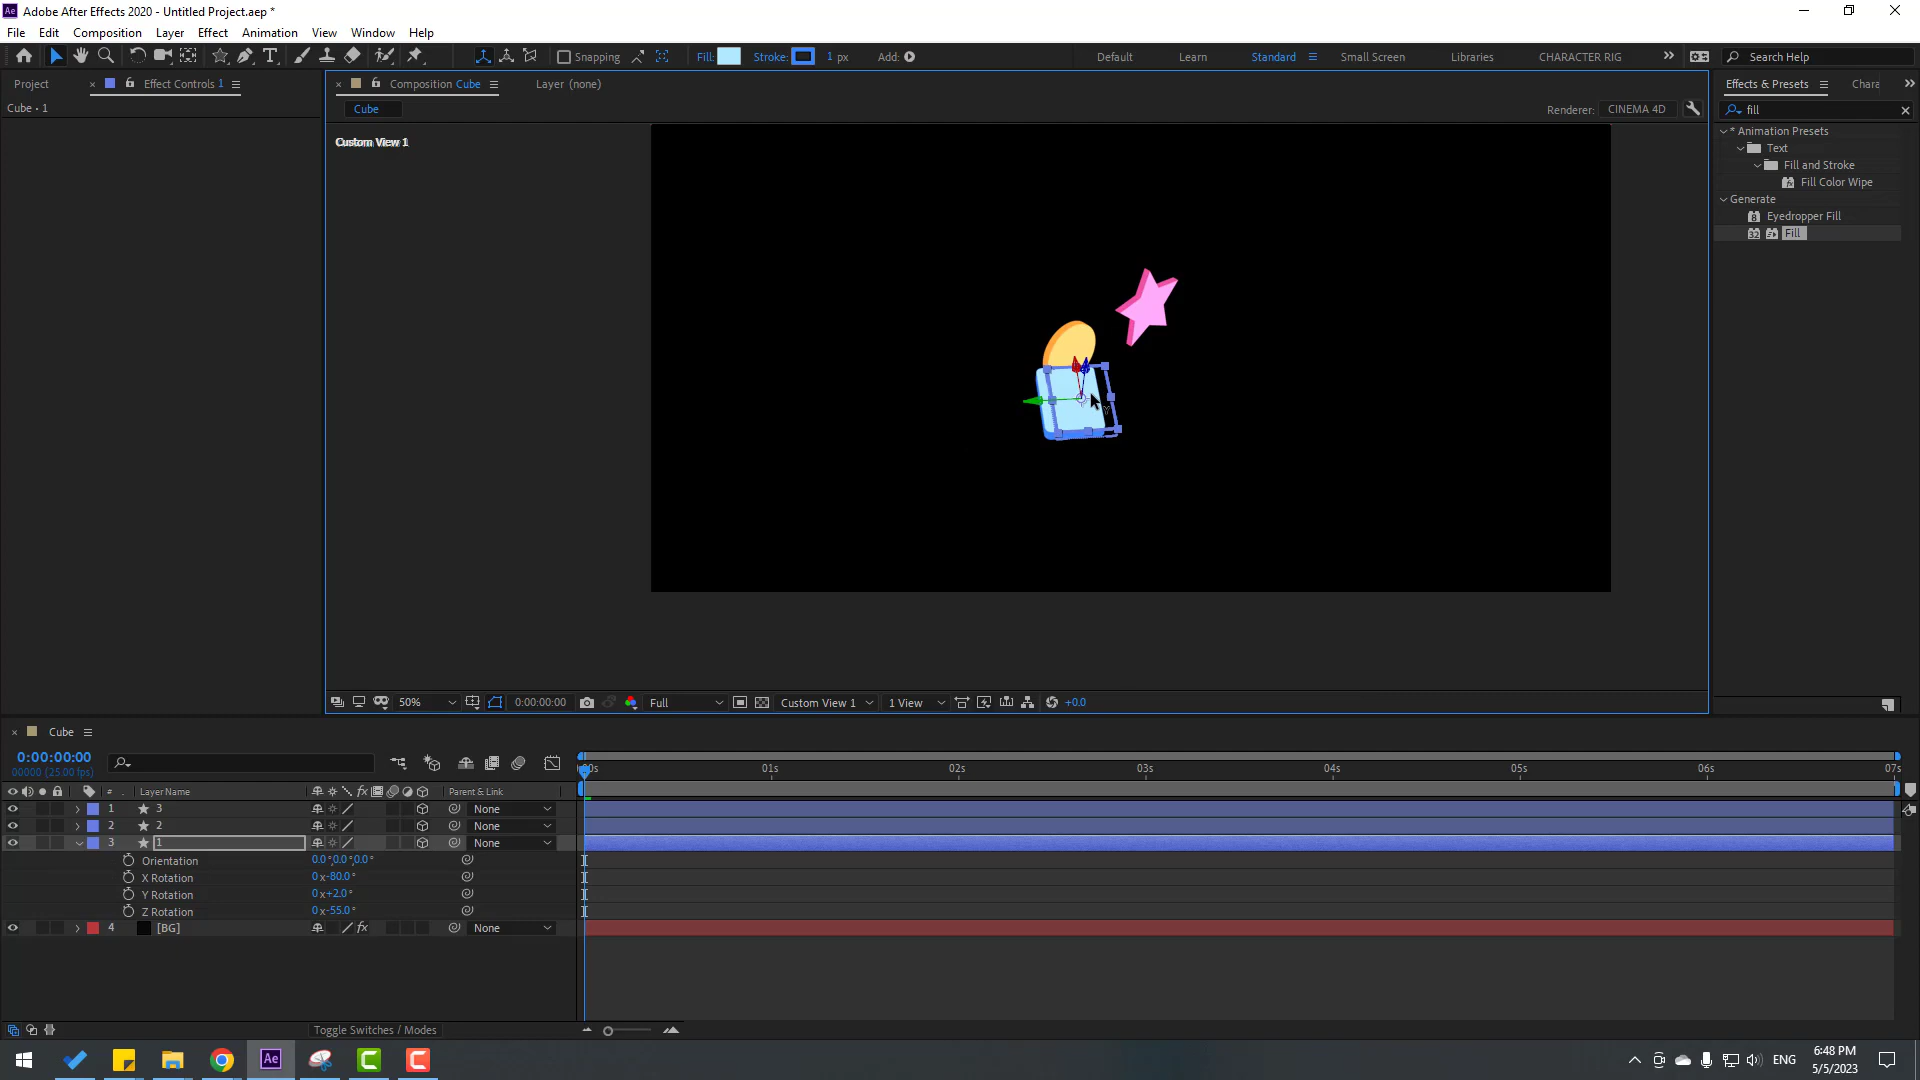 Adobe After Effects 2020 - Untitled Project.aep *
File Edit Composition Layer Effect Animation View Window Help
Snapping Fill: Stroke: 1 px Add: Default Learn Standard Small Screen Libraries CHARACTER RIG Search Help
Project Effect Controls 1 Composition Cube Layer (none) Effects & Presets Chara
Cube • 1
Cube
Renderer: CINEMA 4D
fill
Custom View 1
* Animation Presets
Text
Fill and Stroke
Fill Color Wipe
Generate
Eyedropper Fill
Fill
50% 0:00:00:00 Full Custom View 1 1 View +0.0
Cube
0:00:00:00
00000 (25.00 fps)
:00s 01s 02s 03s 04s 05s 06s 07s
# . Layer Name fx Parent & Link
1 3 None
2 2 None
3 1 None
Orientation 0.0°,0.0°,0.0°
X Rotation 0x-80.0°
Y Rotation 0x+2.0°
Z Rotation 0x-55.0°
4 [BG] fx None
Toggle Switches / Modes
Ae ENG 6:48 PM
5/5/2023